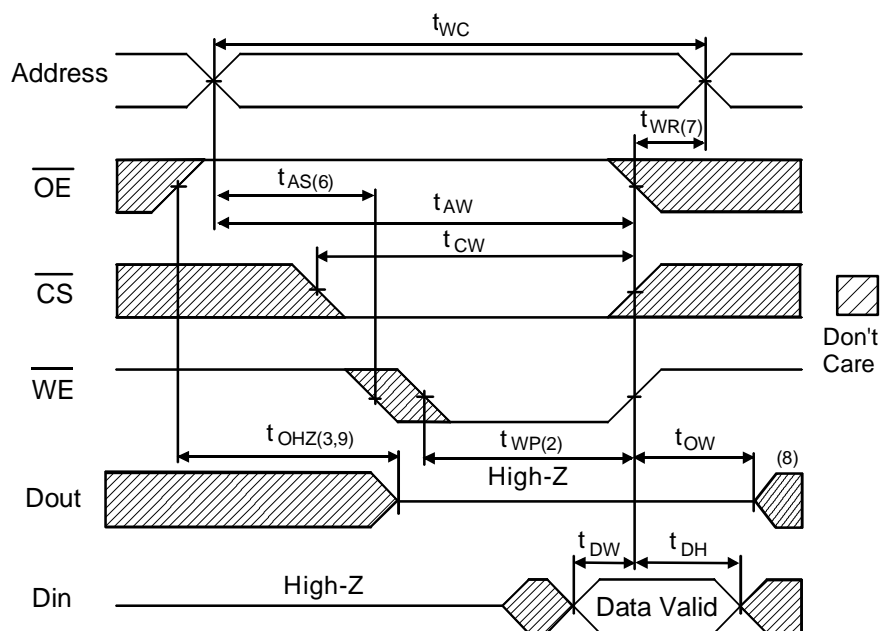 tWC
Address
tWR(7)
OE
tAS(6)
tAW
tCW
CS
Don't
Care
WE
tOHZ(3,9)
tWP(2)
tOW
High-Z
(8)
Dout
tDW
tDH
High-Z
Din
Data Valid